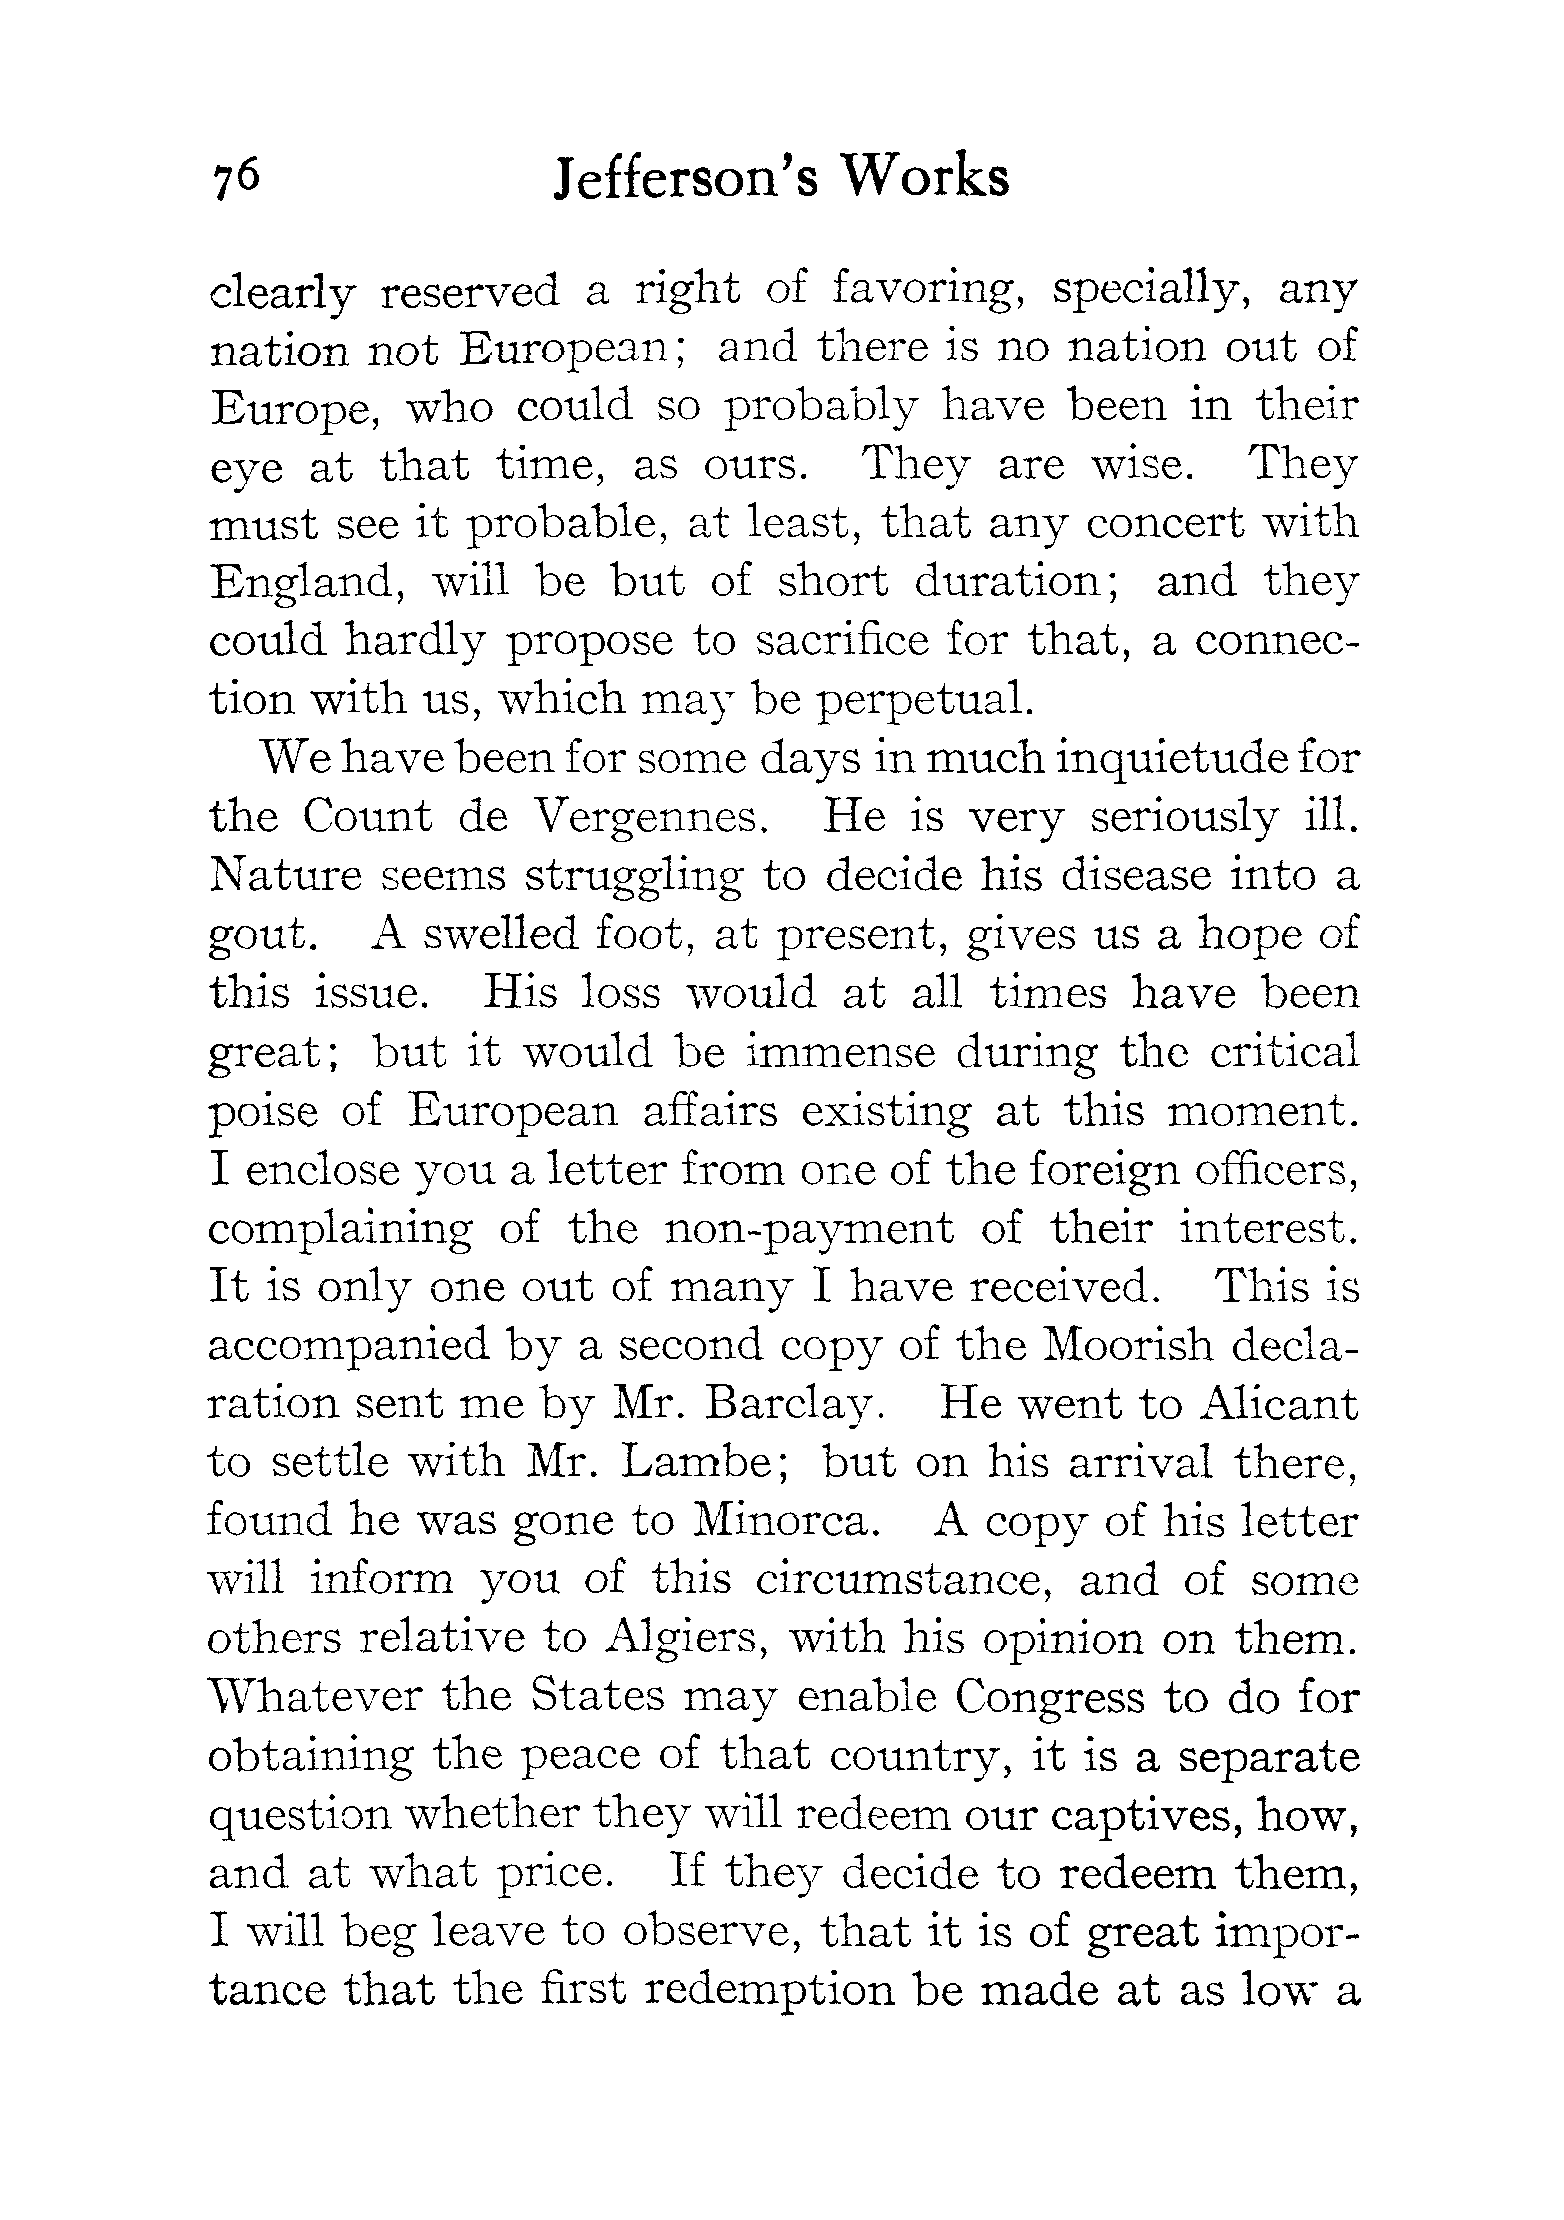 76 Jefferson's Works
clearly reserved a right of favoring, specially, any
nation not European; and there is no nation out of
Europe, who could so probably have been in their
eye at that time, as ours. They are wise. They
must see it probable, at least, that any concert with
England, will be but of short duration; and they
could hardly propose to sacrifice for that, a connec-
tion with us, which may be perpetual.
We have been for some days in much inquietude for
the Count de Vergennes. He is very seriously ill.
Nature seems struggling to decide his disease into a
gout. A swelled foot, at present, gives us a hope of
this issue. His loss would at all times have been
great; but it would be immense during the critical
poise of European affairs existing at this moment.
I enclose you a letter from one of the foreign officers,
complaining of the non-payment of their interest.
It is only one out of many I have received. This is
accompanied by a second copy of the Moorish decla-
ration sent me by Mr. Barclay. He went to Alicant
to settle with Mr. Lambe; but on his arrival there,
found he was gone to Minorca. A copy of his letter
will inform you of this circumstance, and of some
others relative to Algiers, with his opinion on them.
Whatever the States may enable Congress to do for
obtaining the peace of that country, it is a separate
question whether they will redeem our captives, how,
and at what price. If they decide to redeem them,
I will beg leave to observe, that it is of great impor-
tance that the first redemption be made at as low a